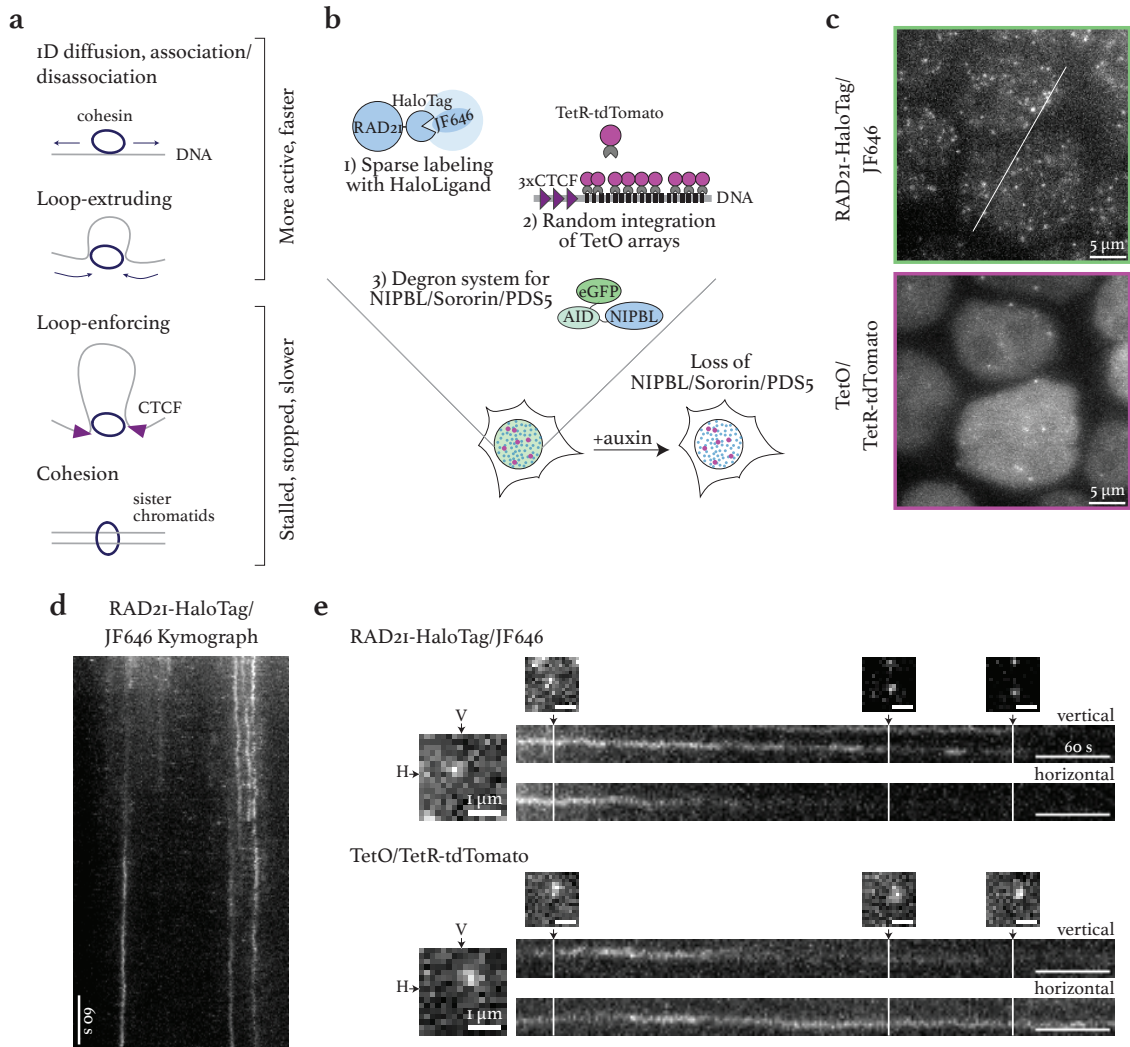 a
1D diffusion, association/
disassociation
cohesin
DNA
Loop-extruding
More active, faster
Loop-enforcing
CTCF
Cohesion
sister
chromatids
Stalled, stopped, slower
b
HaloTag
RAD21
JF646
1) Sparse labeling
with HaloLigand
TetR-tdTomato
3xCTCF
DNA
2) Random integration
of TetO arrays
3) Degron system for
NIPBL/Sororin/PDS5
eGFP
AID
NIPBL
Loss of
NIPBL/Sororin/PDS5
+auxin
c
RAD21-HaloTag/
JF646
5 µm
TetO/
TetR-tdTomato
5 µm
d
RAD21-HaloTag/
JF646 Kymograph
60 s
e
RAD21-HaloTag/JF646
V
H
1 µm
vertical
60 s
horizontal
TetO/TetR-tdTomato
V
H
1 µm
vertical
horizontal